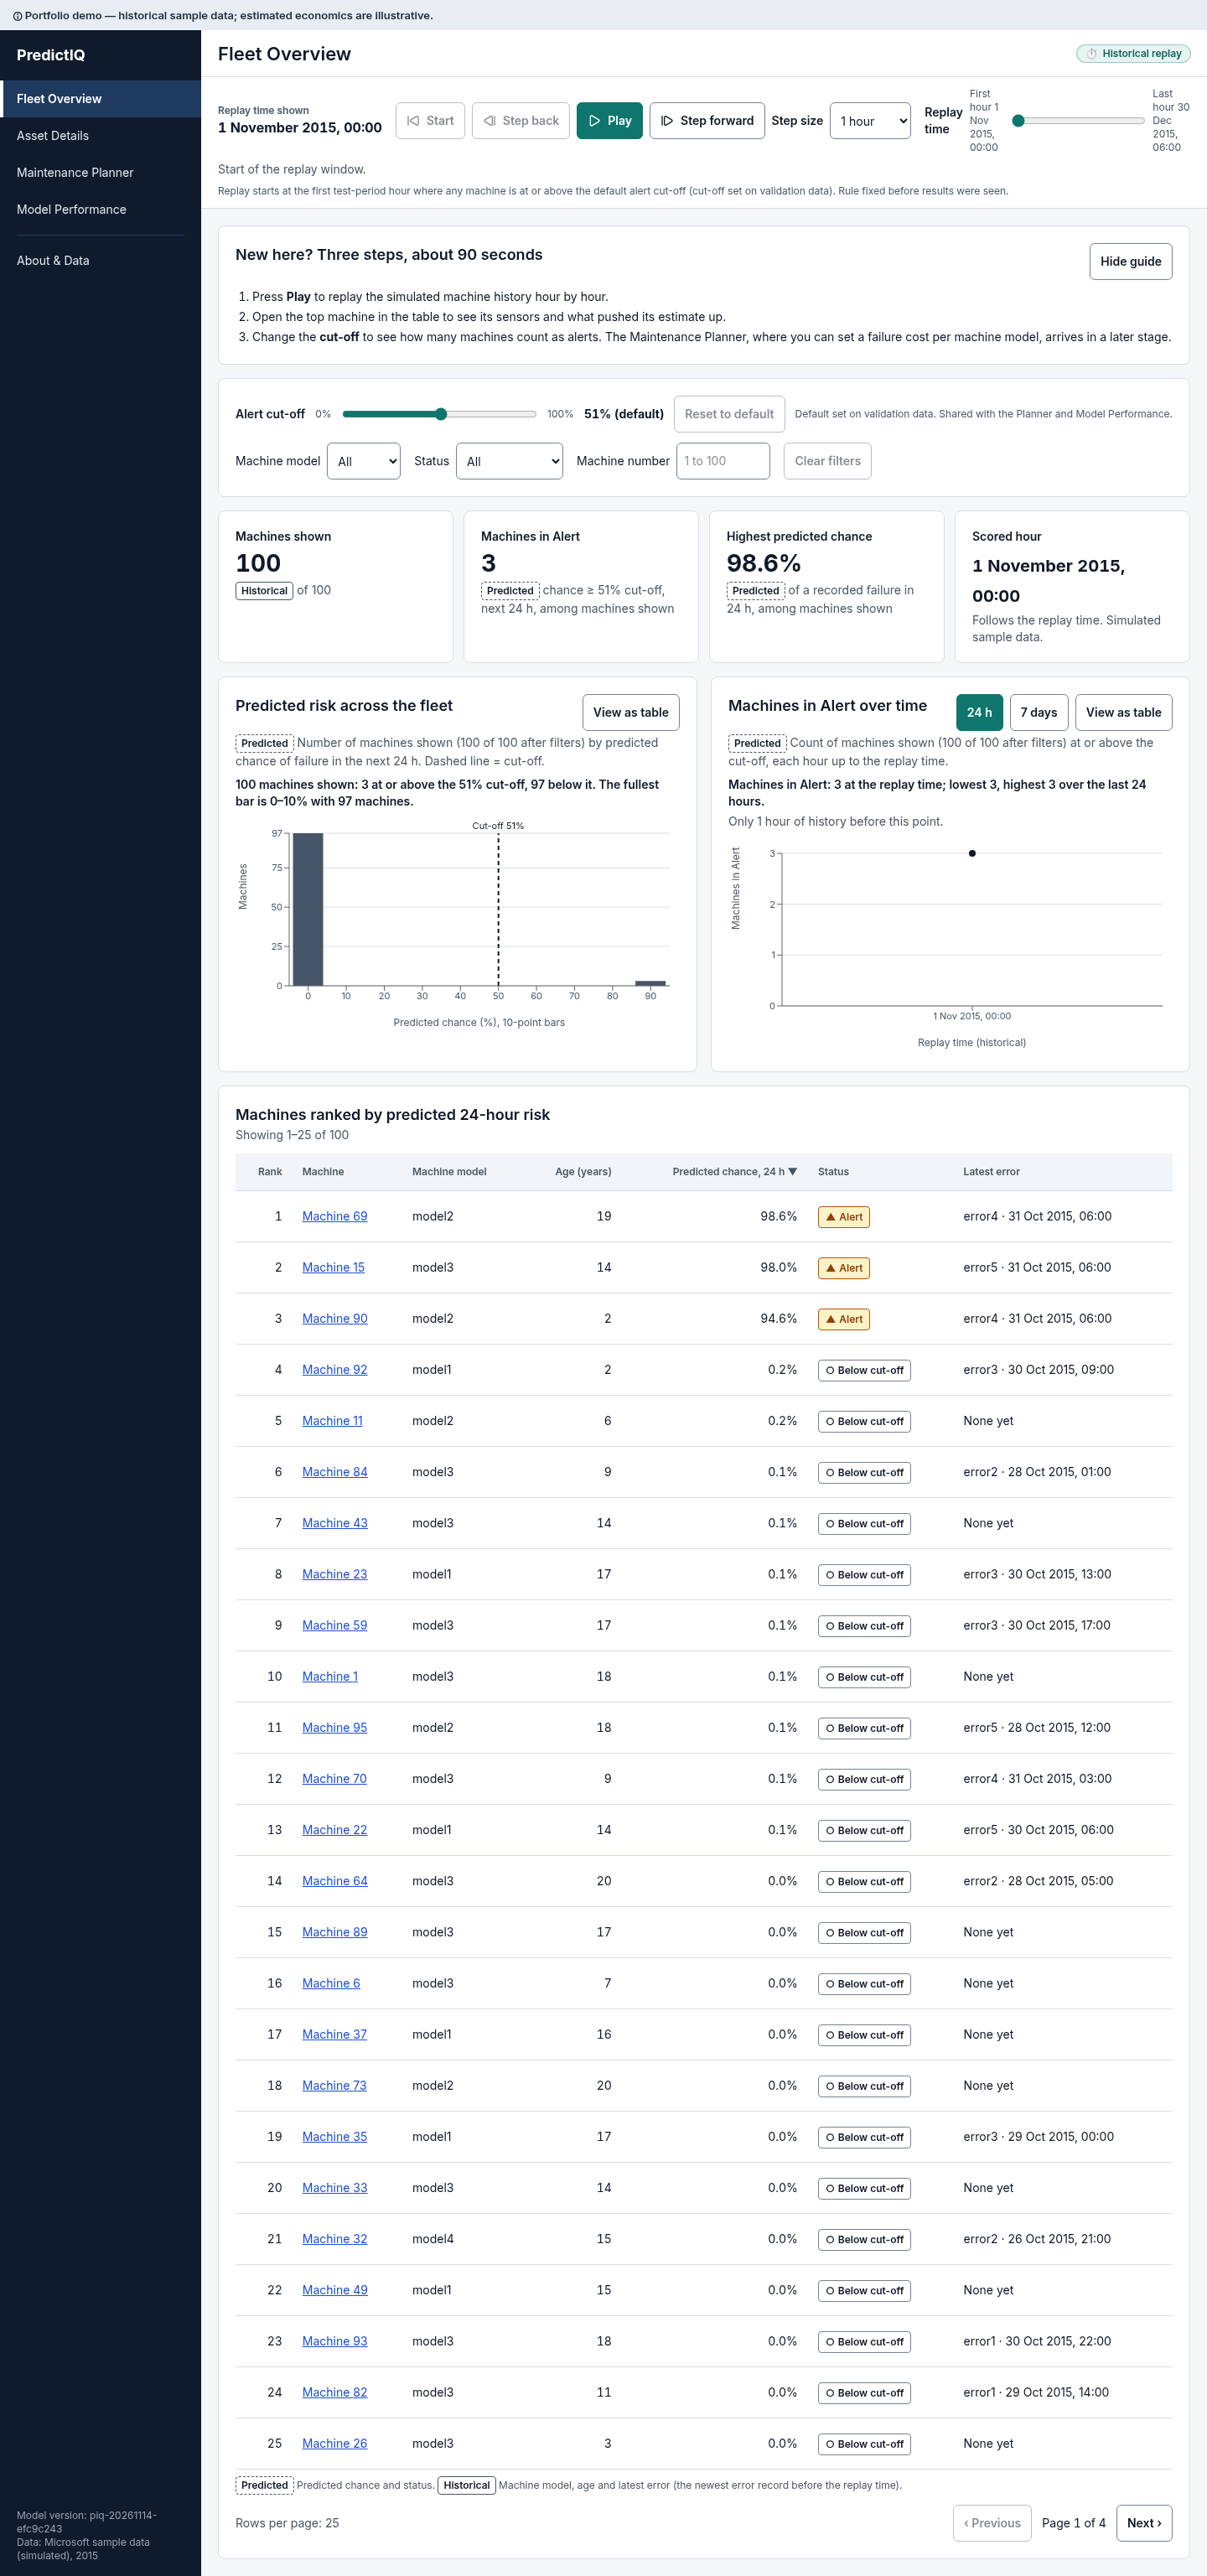 Portfolio demo — historical sample data; estimated economics are illustrative.
PredictIQ
Fleet Overview
Asset Details
Maintenance Planner
Model Performance
About & Data
Model version: piq-20261114-
efc9c243
Data: Microsoft sample data
(simulated), 2015
Fleet Overview
Historical replay
Replay time shown
1 November 2015, 00:00
Start
Step back
Play
Step forward
Step size
1 hour
Replay
time
First
hour 1
Nov
2015,
00:00
Last
hour 30
Dec
2015,
06:00
Start of the replay window.
Replay starts at the first test-period hour where any machine is at or above the default alert cut-off (cut-off set on validation data). Rule fixed before results were seen.
New here? Three steps, about 90 seconds
Hide guide
1. Press Play to replay the simulated machine history hour by hour.
2. Open the top machine in the table to see its sensors and what pushed its estimate up.
3. Change the cut-off to see how many machines count as alerts. The Maintenance Planner, where you can set a failure cost per machine model, arrives in a later stage.
Alert cut-off 0% 100% 51% (default) Reset to default Default set on validation data. Shared with the Planner and Model Performance.
Machine model All Status All Machine number 1 to 100 Clear filters
Machines shown
100
Historical of 100
Machines in Alert
3
Predicted chance ≥ 51% cut-off,
next 24 h, among machines shown
Highest predicted chance
98.6%
Predicted of a recorded failure in
24 h, among machines shown
Scored hour
1 November 2015,
00:00
Follows the replay time. Simulated
sample data.
Predicted risk across the fleet
View as table
Predicted Number of machines shown (100 of 100 after filters) by predicted
chance of failure in the next 24 h. Dashed line = cut-off.
100 machines shown: 3 at or above the 51% cut-off, 97 below it. The fullest
bar is 0–10% with 97 machines.
Cut-off 51%
Machines
97
75
50
25
0
0 10 20 30 40 50 60 70 80 90
Predicted chance (%), 10-point bars
Machines in Alert over time
24 h
7 days
View as table
Predicted Count of machines shown (100 of 100 after filters) at or above the
cut-off, each hour up to the replay time.
Machines in Alert: 3 at the replay time; lowest 3, highest 3 over the last 24
hours.
Only 1 hour of history before this point.
Machines in Alert
3
2
1
0
1 Nov 2015, 00:00
Replay time (historical)
Machines ranked by predicted 24-hour risk
Showing 1–25 of 100
Rank Machine Machine model Age (years) Predicted chance, 24 h ▼ Status Latest error
1 Machine 69 model2 19 98.6% ▲ Alert error4 · 31 Oct 2015, 06:00
2 Machine 15 model3 14 98.0% ▲ Alert error5 · 31 Oct 2015, 06:00
3 Machine 90 model2 2 94.6% ▲ Alert error4 · 31 Oct 2015, 06:00
4 Machine 92 model1 2 0.2% Below cut-off error3 · 30 Oct 2015, 09:00
5 Machine 11 model2 6 0.2% Below cut-off None yet
6 Machine 84 model3 9 0.1% Below cut-off error2 · 28 Oct 2015, 01:00
7 Machine 43 model3 14 0.1% Below cut-off None yet
8 Machine 23 model1 17 0.1% Below cut-off error3 · 30 Oct 2015, 13:00
9 Machine 59 model3 17 0.1% Below cut-off error3 · 30 Oct 2015, 17:00
10 Machine 1 model3 18 0.1% Below cut-off None yet
11 Machine 95 model2 18 0.1% Below cut-off error5 · 28 Oct 2015, 12:00
12 Machine 70 model3 9 0.1% Below cut-off error4 · 31 Oct 2015, 03:00
13 Machine 22 model1 14 0.1% Below cut-off error5 · 30 Oct 2015, 06:00
14 Machine 64 model3 20 0.0% Below cut-off error2 · 28 Oct 2015, 05:00
15 Machine 89 model3 17 0.0% Below cut-off None yet
16 Machine 6 model3 7 0.0% Below cut-off None yet
17 Machine 37 model1 16 0.0% Below cut-off None yet
18 Machine 73 model2 20 0.0% Below cut-off None yet
19 Machine 35 model1 17 0.0% Below cut-off error3 · 29 Oct 2015, 00:00
20 Machine 33 model3 14 0.0% Below cut-off None yet
21 Machine 32 model4 15 0.0% Below cut-off error2 · 26 Oct 2015, 21:00
22 Machine 49 model1 15 0.0% Below cut-off None yet
23 Machine 93 model3 18 0.0% Below cut-off error1 · 30 Oct 2015, 22:00
24 Machine 82 model3 11 0.0% Below cut-off error1 · 29 Oct 2015, 14:00
25 Machine 26 model3 3 0.0% Below cut-off None yet
Predicted Predicted chance and status. Historical Machine model, age and latest error (the newest error record before the replay time).
Rows per page: 25
‹ Previous Page 1 of 4 Next ›